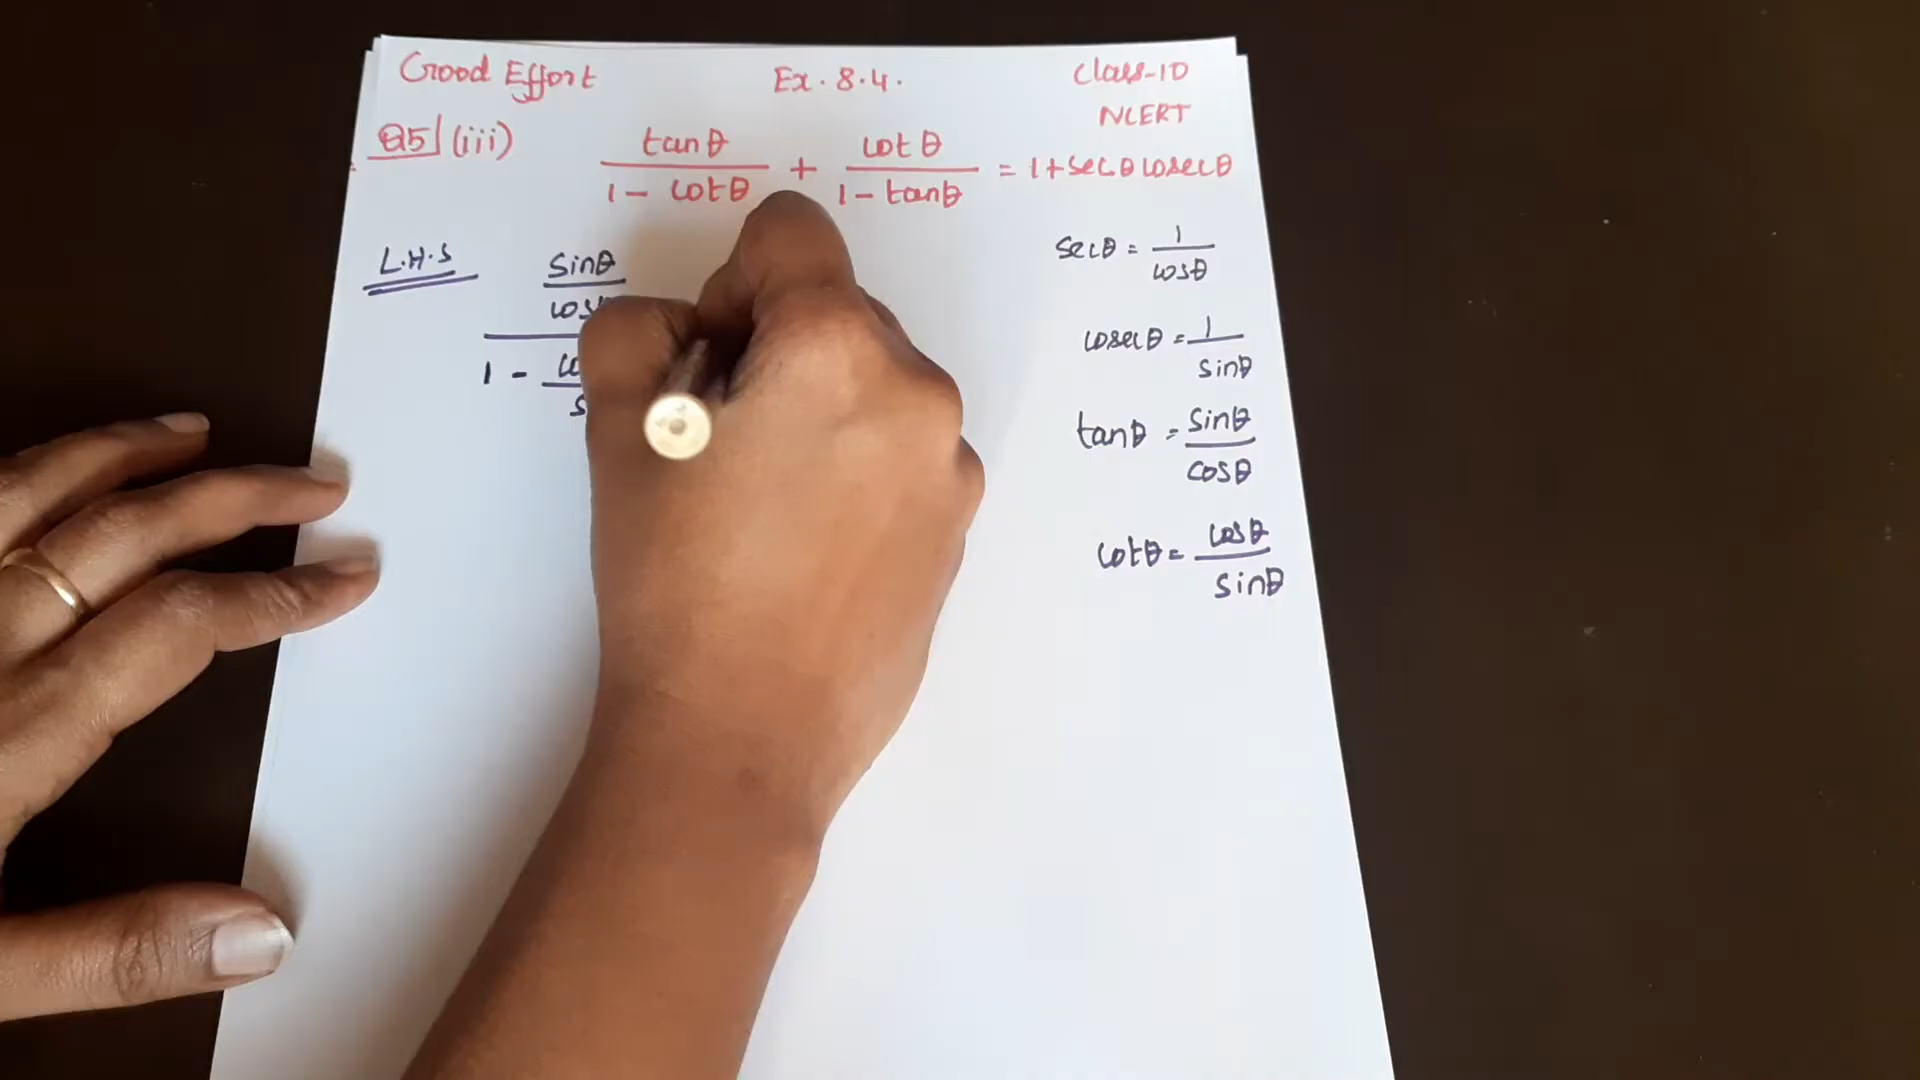 Good Effort Ex. 8.4. Class-10
NCERT
Q5 (iii) tanθ / 1 - cotθ + cotθ / 1 - tanθ = 1 + secθ cosecθ
L.H.S
sinθ
1 -
secθ = 1 / cosθ
cosecθ = 1 / sinθ
tanθ = sinθ / cosθ
cotθ = cosθ / sinθ